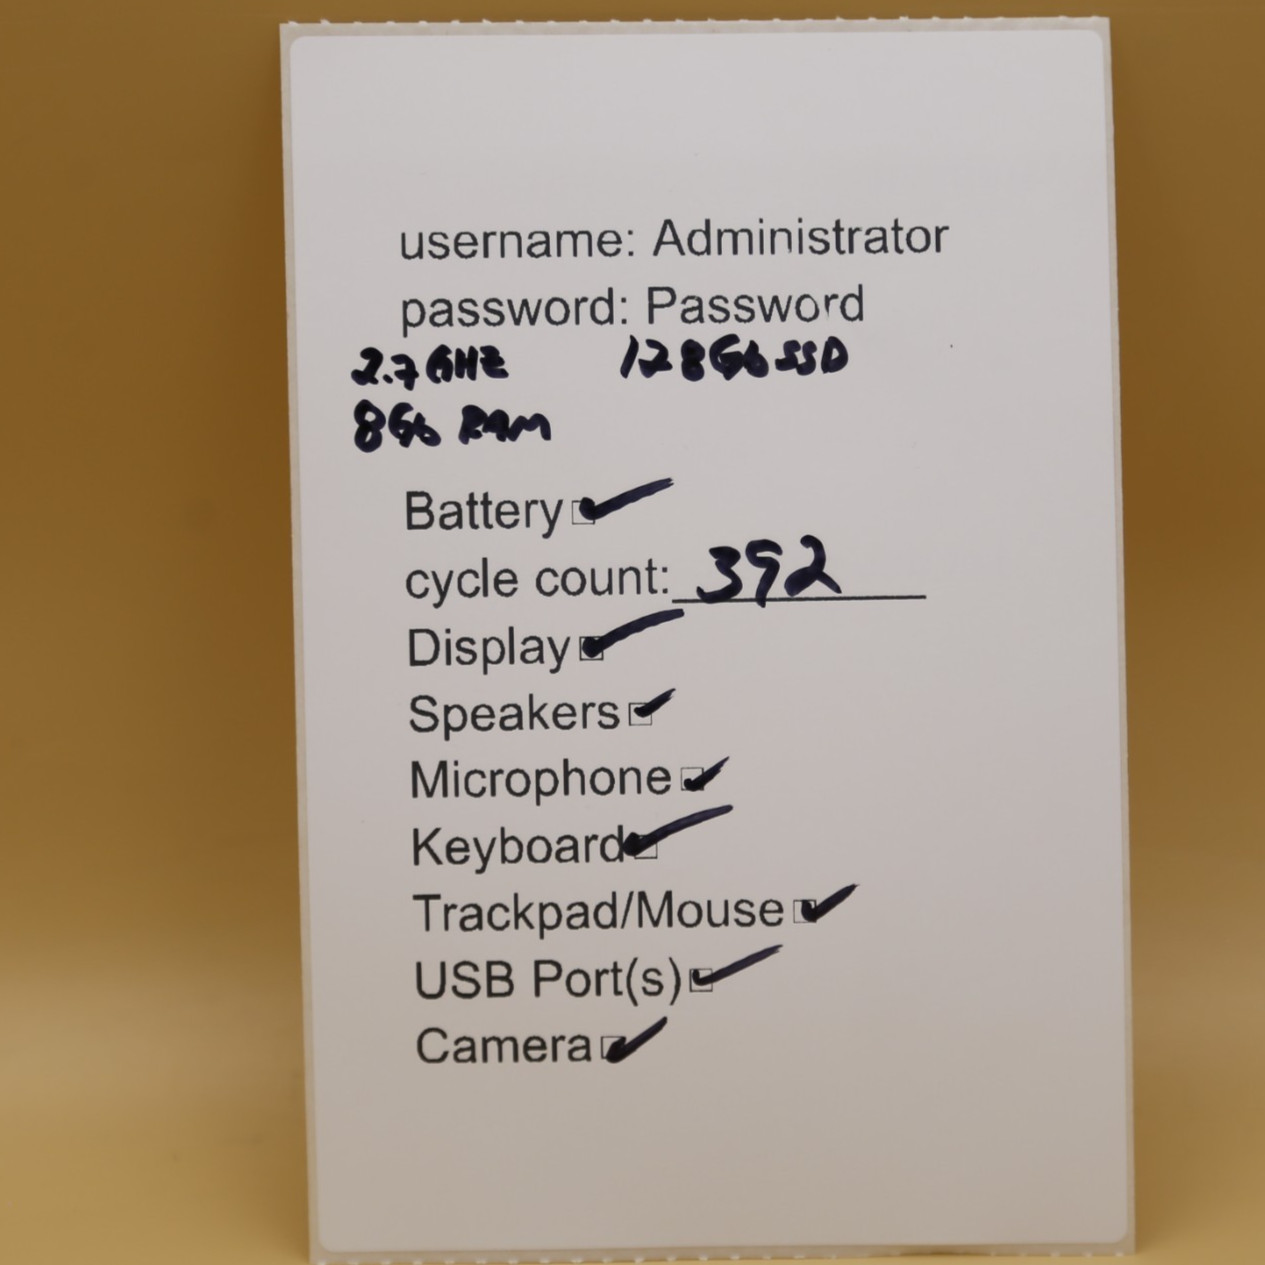 username: Administrator
password: Password
2.7 GHZ 128Gb SSD
8Gb RAM
Battery ☑
cycle count: 392
Display ☑
Speakers ☑
Microphone ☑
Keyboard ☑
Trackpad/Mouse ☑
USB Port(s) ☑
Camera ☑